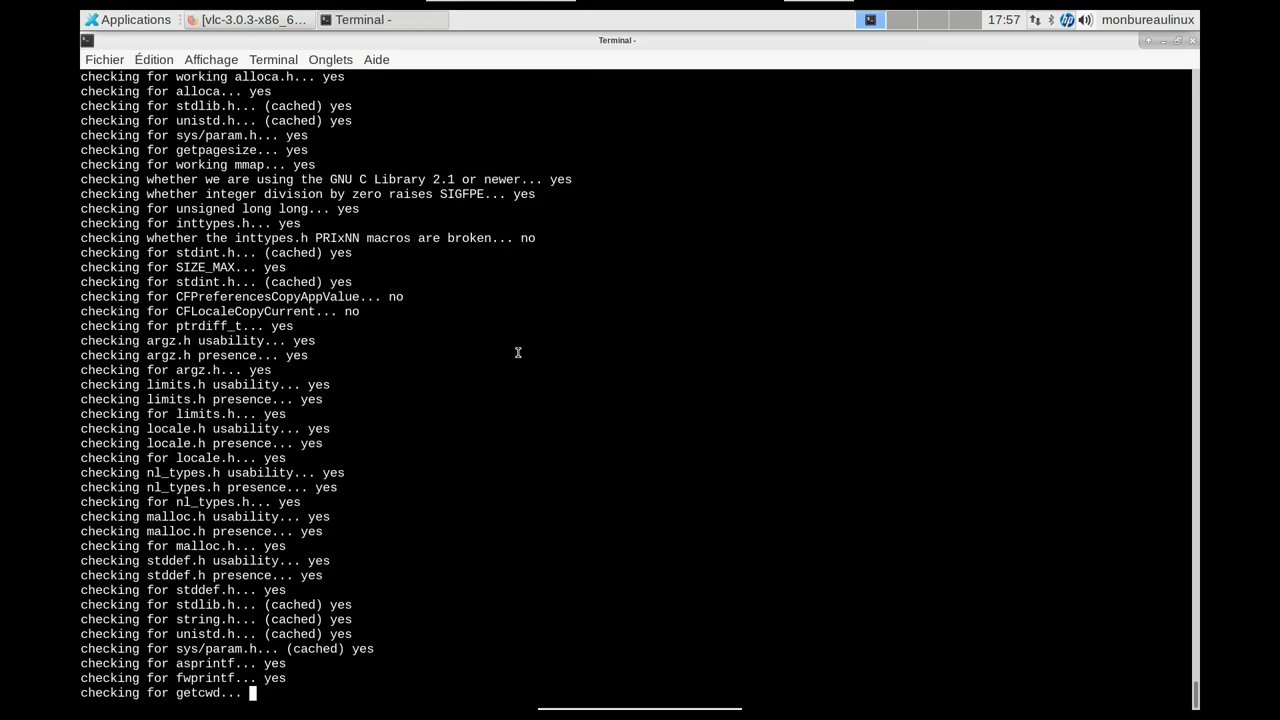 Applications [vlc-3.0.3-x86_6... Terminal - 17:57 hp monbureaulinux
Terminal -
Fichier Édition Affichage Terminal Onglets Aide
checking for working alloca.h... yes
checking for alloca... yes
checking for stdlib.h... (cached) yes
checking for unistd.h... (cached) yes
checking for sys/param.h... yes
checking for getpagesize... yes
checking for working mmap... yes
checking whether we are using the GNU C Library 2.1 or newer... yes
checking whether integer division by zero raises SIGFPE... yes
checking for unsigned long long... yes
checking for inttypes.h... yes
checking whether the inttypes.h PRIxNN macros are broken... no
checking for stdint.h... (cached) yes
checking for SIZE_MAX... yes
checking for stdint.h... (cached) yes
checking for CFPreferencesCopyAppValue... no
checking for CFLocaleCopyCurrent... no
checking for ptrdiff_t... yes
checking argz.h usability... yes
checking argz.h presence... yes
checking for argz.h... yes
checking limits.h usability... yes
checking limits.h presence... yes
checking for limits.h... yes
checking locale.h usability... yes
checking locale.h presence... yes
checking for locale.h... yes
checking nl_types.h usability... yes
checking nl_types.h presence... yes
checking for nl_types.h... yes
checking malloc.h usability... yes
checking malloc.h presence... yes
checking for malloc.h... yes
checking stddef.h usability... yes
checking stddef.h presence... yes
checking for stddef.h... yes
checking for stdlib.h... (cached) yes
checking for string.h... (cached) yes
checking for unistd.h... (cached) yes
checking for sys/param.h... (cached) yes
checking for asprintf... yes
checking for fwprintf... yes
checking for getcwd...